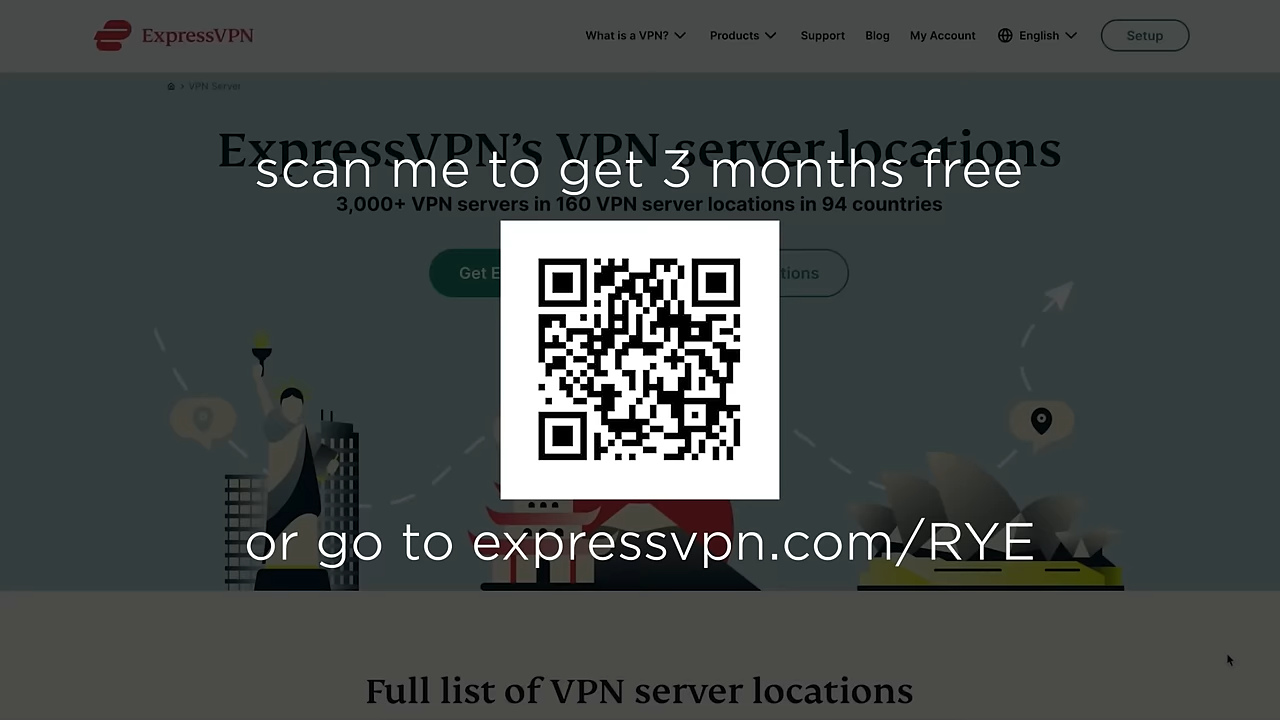 ExpressVPN
What is a VPN? Products Support Blog My Account English Setup
VPN Server
ExpressVPN's VPN server locations
scan me to get 3 months free
3,000+ VPN servers in 160 VPN server locations in 94 countries
Get
or go to expressvpn.com/RYE
Full list of VPN server locations